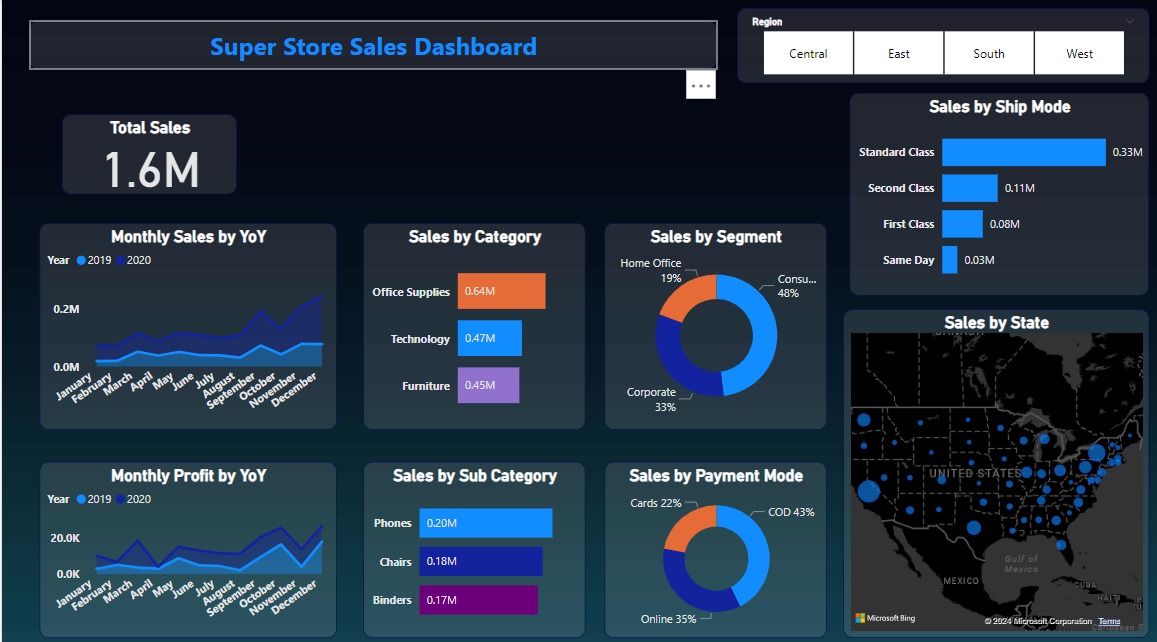 Super Store Sales Dashboard
Region
Central
East
South
West
Total Sales
1.6M
Sales by Ship Mode
Standard Class 0.33M
Second Class 0.11M
First Class 0.08M
Same Day 0.03M
Monthly Sales by YoY
Year 2019 2020
0.2M
0.0M
January
February
March
April
May
June
July
August
September
October
November
December
Sales by Category
Office Supplies 0.64M
Technology 0.47M
Furniture 0.45M
Sales by Segment
Home Office
19%
Consu...
48%
Corporate
33%
Sales by State
CANADA
UNITED STATES
MEXICO
Gulf of
Mexico
CUBA
HAITI
Microsoft Bing
© 2024 Microsoft Corporation Terms
Monthly Profit by YoY
Year 2019 2020
20.0K
0.0K
January
February
March
April
May
June
July
August
September
October
November
December
Sales by Sub Category
Phones 0.20M
Chairs 0.18M
Binders 0.17M
Sales by Payment Mode
Cards 22%
COD 43%
Online 35%